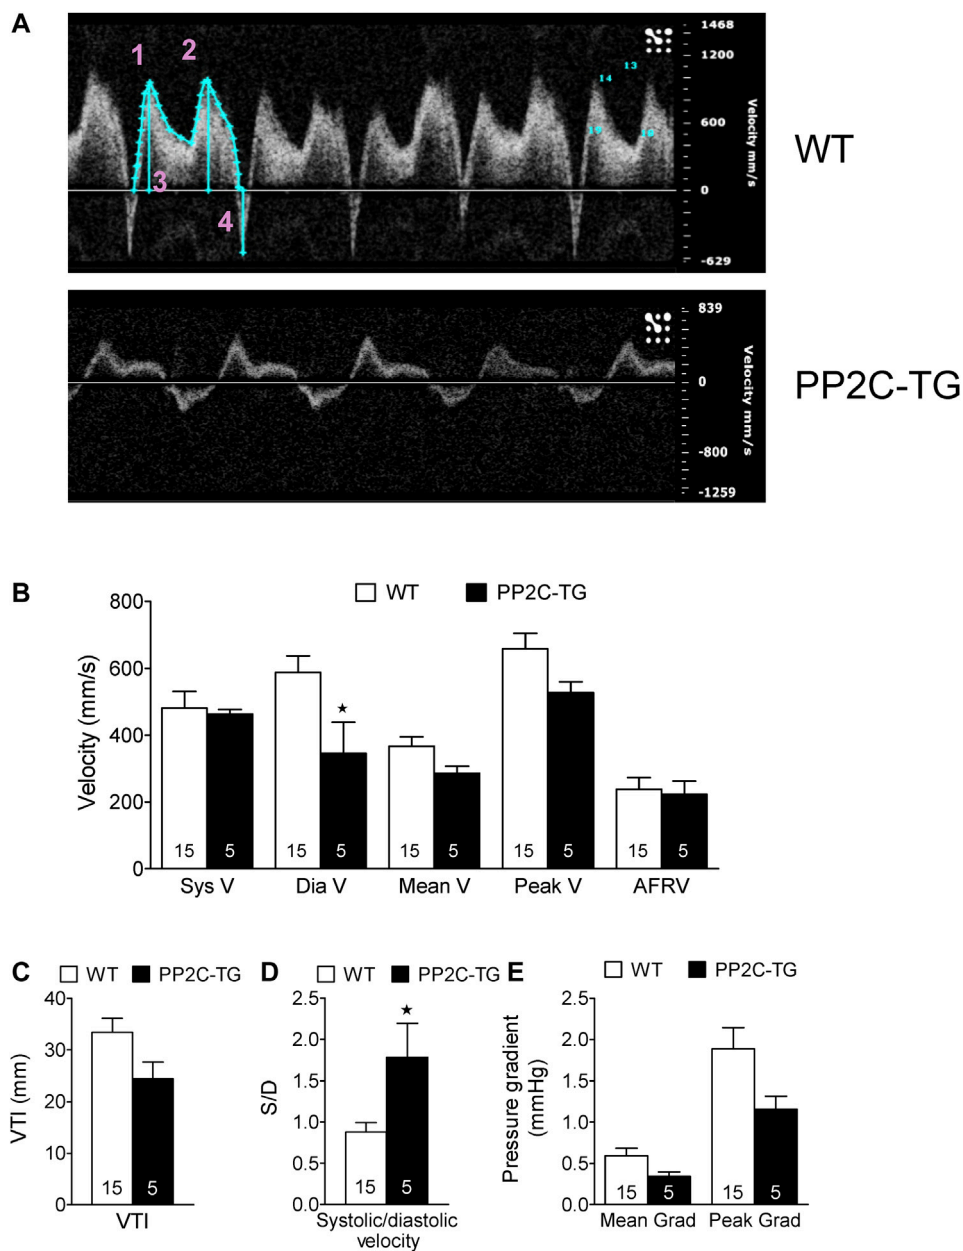 A
1
2
3
4
14
13
19
18
1468
1200
600
0
-629
Velocity mm/s
WT
839
0
-800
-1259
Velocity mm/s
PP2C-TG
B
WT PP2C-TG
Velocity (mm/s)
800
600
400
200
0
15 5 15 5 15 5 15 5 15 5
Sys V Dia V Mean V Peak V AFRV
C
WT PP2C-TG
VTI (mm)
40
30
20
10
0
15 5
VTI
D
WT PP2C-TG
S/D
2.5
2.0
1.5
1.0
0.5
0.0
15 5
Systolic/diastolic
velocity
E
WT PP2C-TG
Pressure gradient
(mmHg)
2.5
2.0
1.5
1.0
0.5
0.0
15 5 15 5
Mean Grad Peak Grad